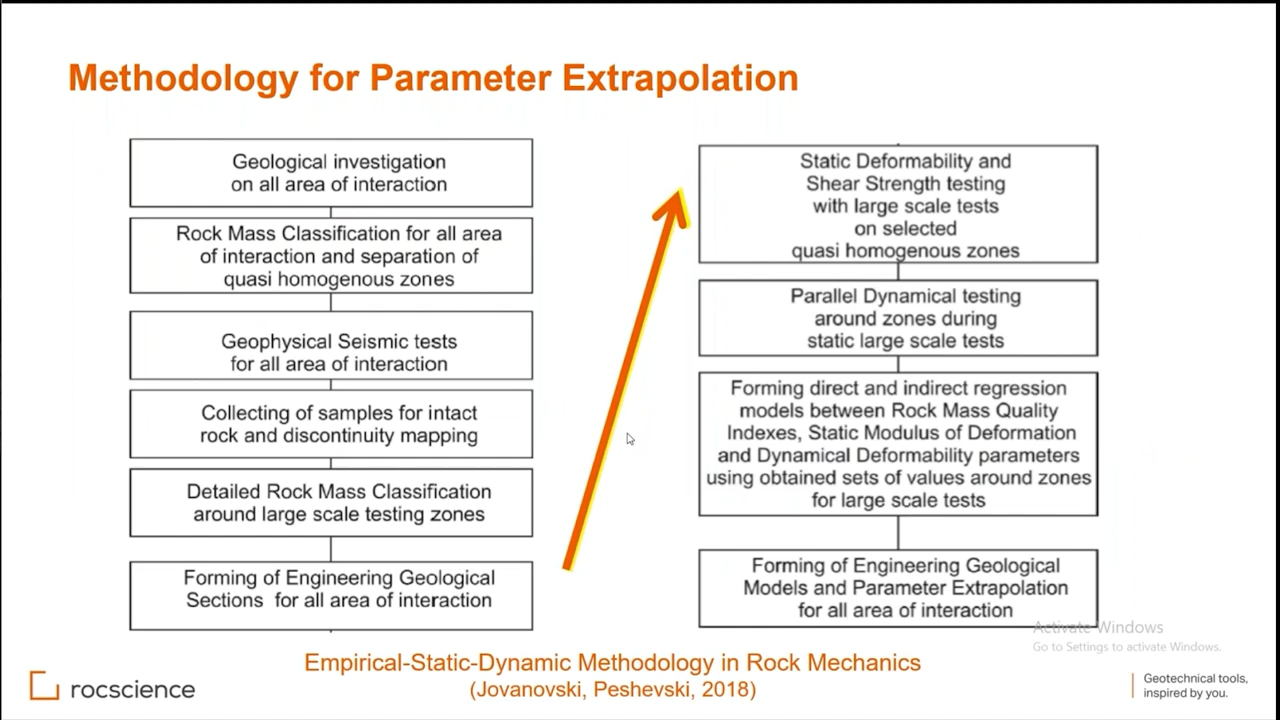 Methodology for Parameter Extrapolation
Geological investigation
on all area of interaction
Rock Mass Classification for all area
of interaction and separation of
quasi homogenous zones
Geophysical Seismic tests
for all area of interaction
Collecting of samples for intact
rock and discontinuity mapping
Detailed Rock Mass Classification
around large scale testing zones
Forming of Engineering Geological
Sections for all area of interaction
Static Deformability and
Shear Strength testing
with large scale tests
on selected
quasi homogenous zones
Parallel Dynamical testing
around zones during
static large scale tests
Forming direct and indirect regression
models between Rock Mass Quality
Indexes, Static Modulus of Deformation
and Dynamical Deformability parameters
using obtained sets of values around zones
for large scale tests
Forming of Engineering Geological
Models and Parameter Extrapolation
for all area of interaction
Activate Windows
Go to Settings to activate Windows.
Empirical-Static-Dynamic Methodology in Rock Mechanics
(Jovanovski, Peshevski, 2018)
rocscience
Geotechnical tools,
inspired by you.